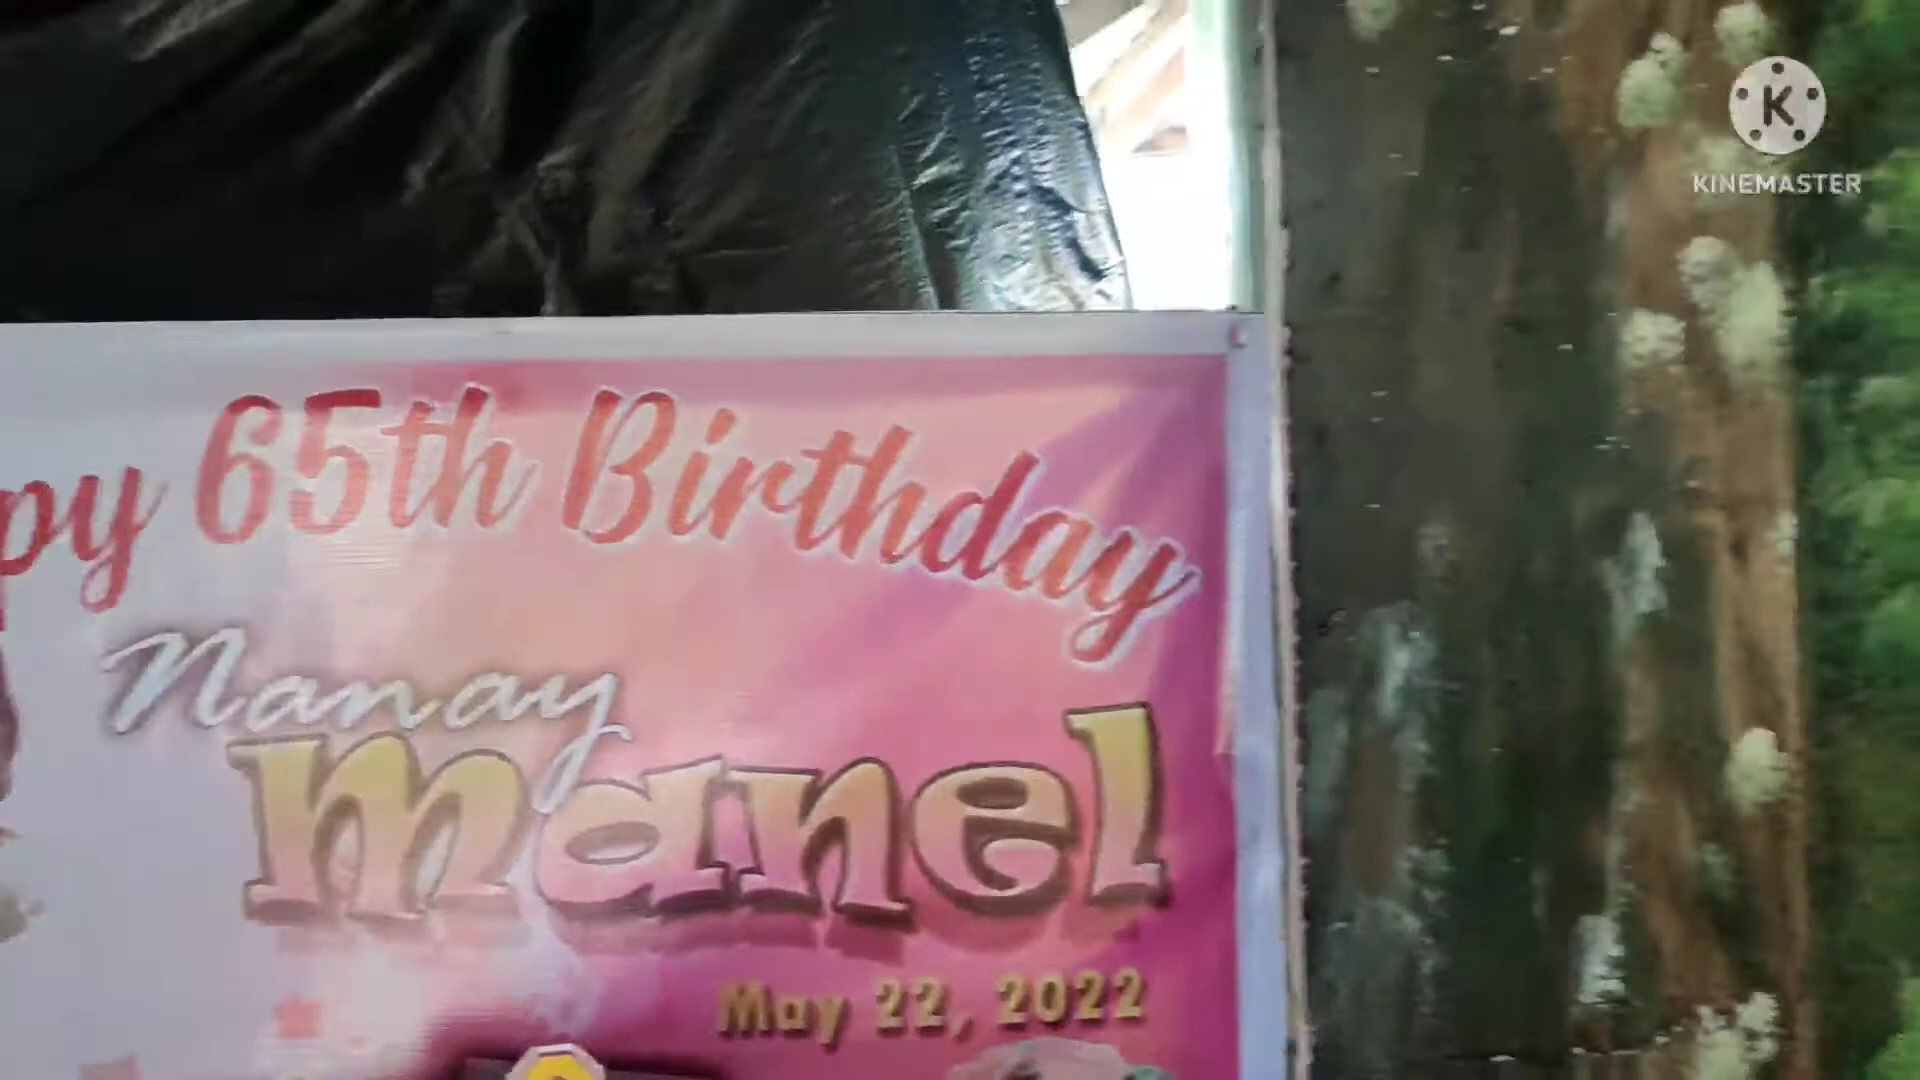 K
KINEMASTER
py 65th Birthday
Nanay
manel
May 22, 2022